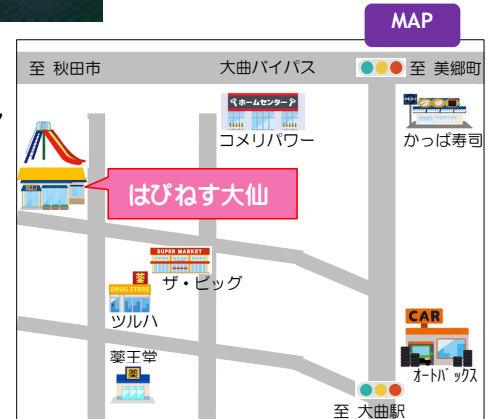 MAP
至 秋田市
大曲バイパス
至 美郷町
ホームセンター
コメリパワー
かっぱ寿司
はぴねす大仙
SUPER MARKET
ザ・ビッグ
薬
DRUG STORE
ツルハ
薬王堂
薬
CAR
オートバックス
至 大曲駅